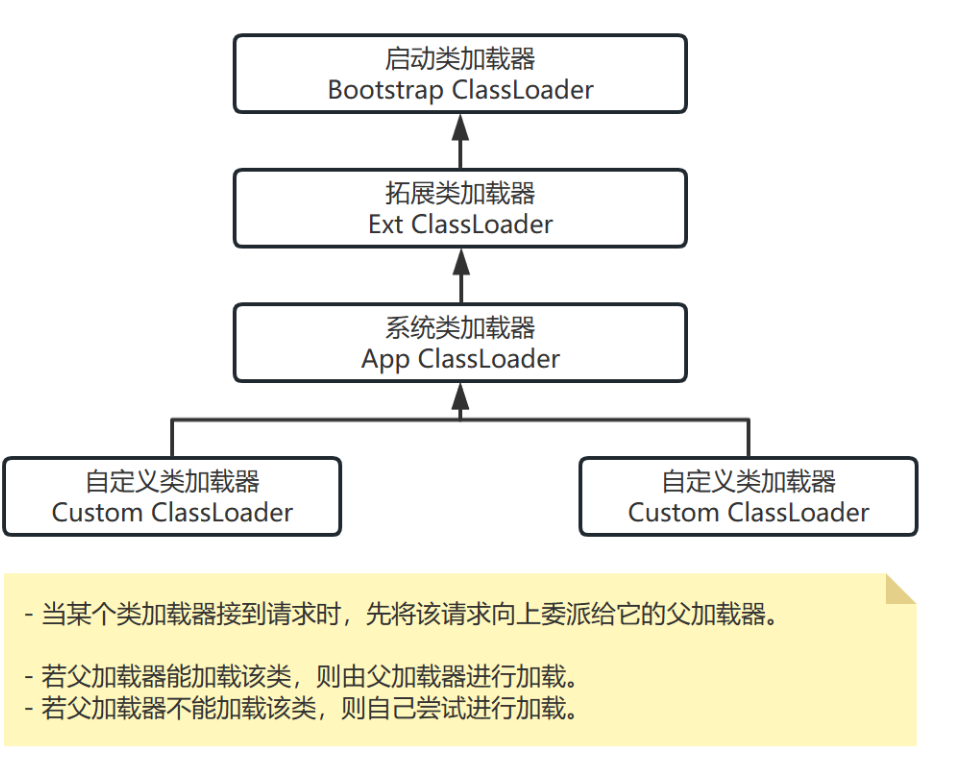 启动类加载器
Bootstrap ClassLoader
拓展类加载器
Ext ClassLoader
系统类加载器
App ClassLoader
自定义类加载器
Custom ClassLoader
自定义类加载器
Custom ClassLoader
- 当某个类加载器接到请求时，先将该请求向上委派给它的父加载器。
- 若父加载器能加载该类，则由父加载器进行加载。
- 若父加载器不能加载该类，则自己尝试进行加载。